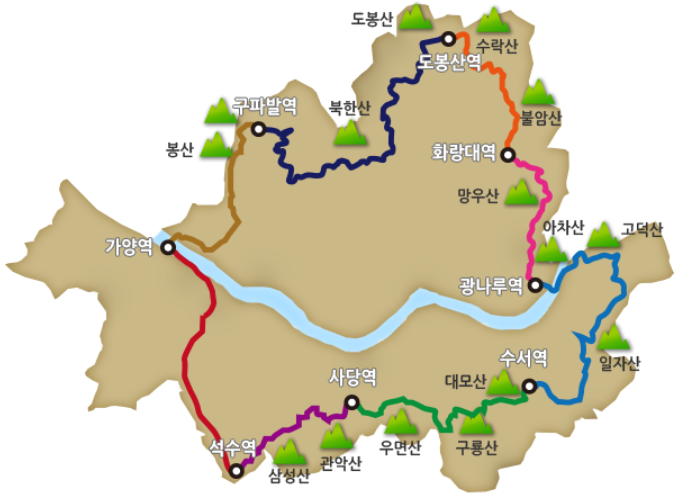 도봉산
수락산
도봉산역
구파발역
북한산
불암산
봉산
화랑대역
망우산
아차산
고덕산
가양역
광나루역
수서역
일자산
사당역
대모산
석수역
삼성산
관악산
우면산
구룡산